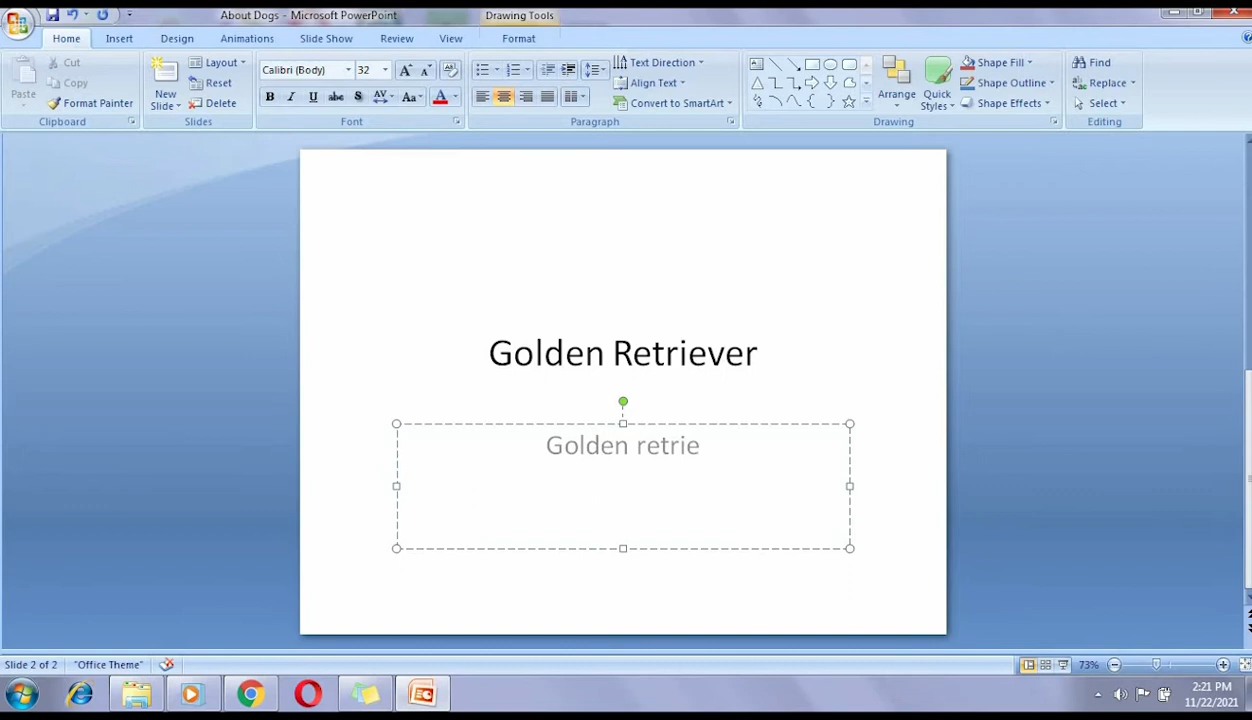 About Dogs - Microsoft PowerPoint
Drawing Tools
Home
Insert
Design
Animations
Slide Show
Review
View
Format
Paste
Cut
Copy
Format Painter
Clipboard
New
Slide
Layout
Reset
Delete
Slides
Calibri (Body)
32
B I U abc S AV Aa A
Font
Text Direction
Align Text
Convert to SmartArt
Paragraph
Arrange
Quick
Styles
Shape Fill
Shape Outline
Shape Effects
Drawing
Find
Replace
Select
Editing
Golden Retriever
Golden retrie
Slide 2 of 2
"Office Theme"
73%
2:21 PM
11/22/2021